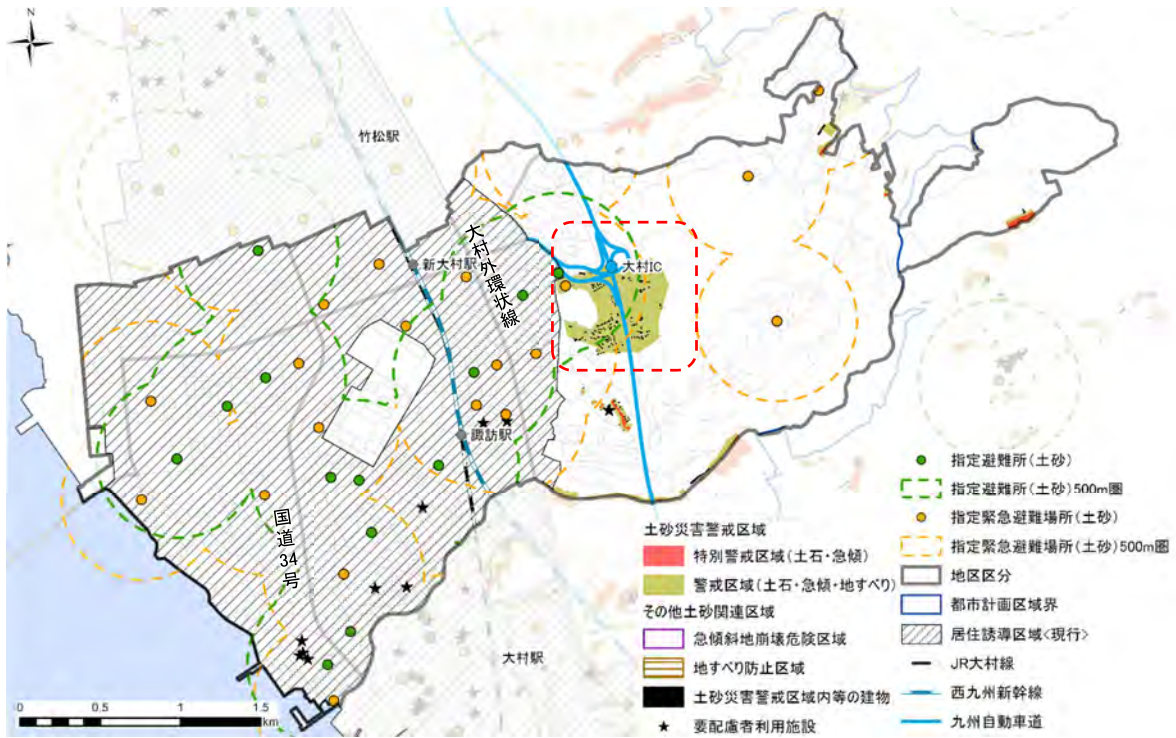 N
竹松駅
新大村駅
大村外環状線
大村IC
諏訪駅
国道34号
大村駅
0 0.5 1 1.5
km
土砂災害警戒区域
特別警戒区域(土石・急傾)
警戒区域(土石・急傾・地すべり)
その他土砂関連区域
急傾斜地崩壊危険区域
地すべり防止区域
土砂災害警戒区域内等の建物
要配慮者利用施設
指定避難所(土砂)
指定避難所(土砂)500m圏
指定緊急避難場所(土砂)
指定緊急避難場所(土砂)500m圏
地区区分
都市計画区域界
居住誘導区域<現行>
JR大村線
西九州新幹線
九州自動車道